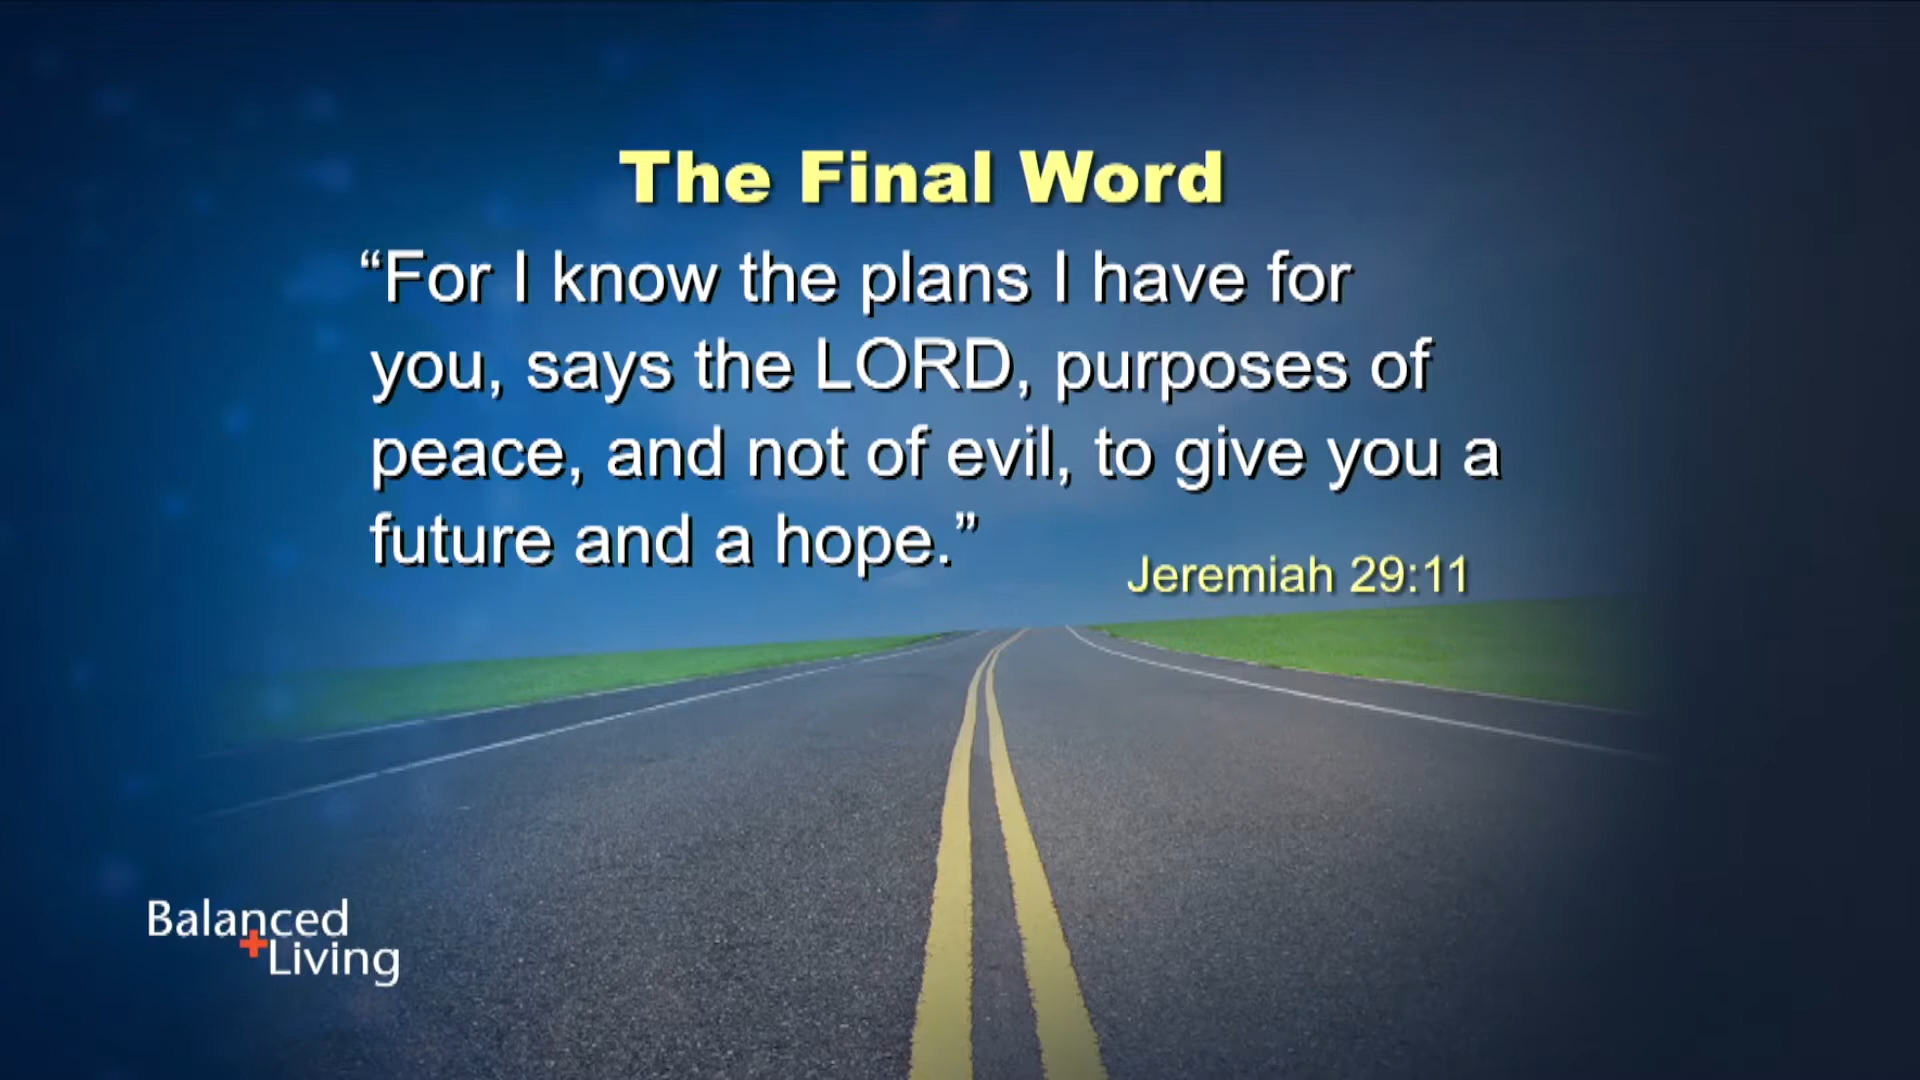 The Final Word
“For I know the plans I have for
you, says the LORD, purposes of
peace, and not of evil, to give you a
future and a hope.”
Jeremiah 29:11
Balanced
Living